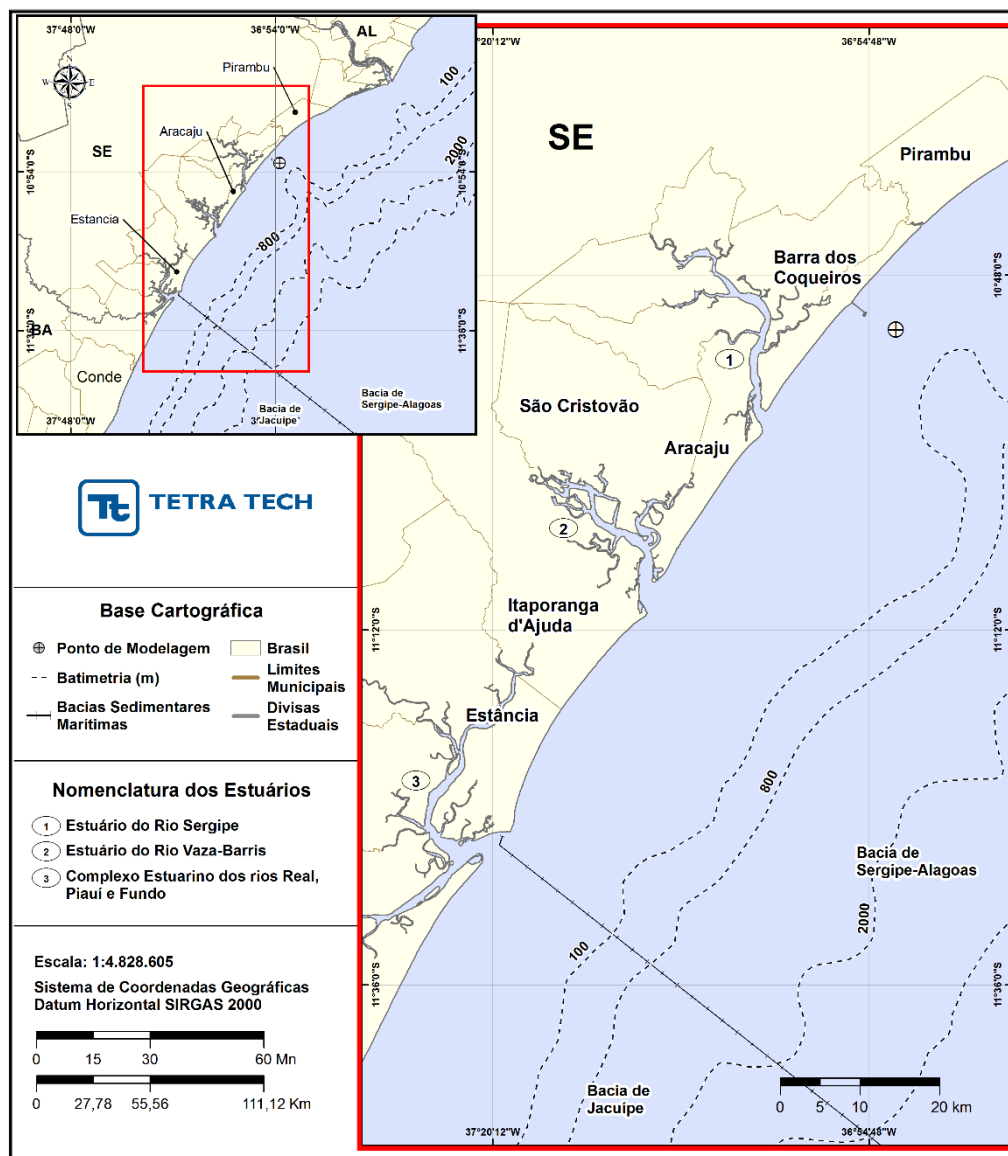 37°48'0"W
36°54'0"W
AL
N
W
E
S
Pirambu
100
Aracaju
2000
10°54'0"S
10°54'0"S
SE
Estancia
800
BA
11°36'0"S
11°36'0"S
Conde
Bacia de
Sergipe-Alagoas
Bacia de
Jacuípe
37°48'0"W
TETRA TECH
Base Cartográfica
Ponto de Modelagem
Brasil
Batimetria (m)
Limites
Municipais
Bacias Sedimentares
Marítimas
Divisas
Estaduais
Nomenclatura dos Estuários
1 Estuário do Rio Sergipe
2 Estuário do Rio Vaza-Barris
3 Complexo Estuarino dos rios Real,
Piauí e Fundo
Escala: 1:4.828.605
Sistema de Coordenadas Geográficas
Datum Horizontal SIRGAS 2000
0 15 30 60 Mn
0 27,78 55,56 111,12 Km
°20'12"W
36°54'48"W
SE
Pirambu
Barra dos
Coqueiros
10°48'0"S
1
São Cristovão
Aracaju
2
Itaporanga
d'Ajuda
11°12'0"S
11°12'0"S
Estância
3
800
Bacia de
Sergipe-Alagoas
2000
100
11°36'0"S
11°36'0"S
Bacia de
Jacuípe
0 5 10 20 km
37°20'12"W
36°54'48"W